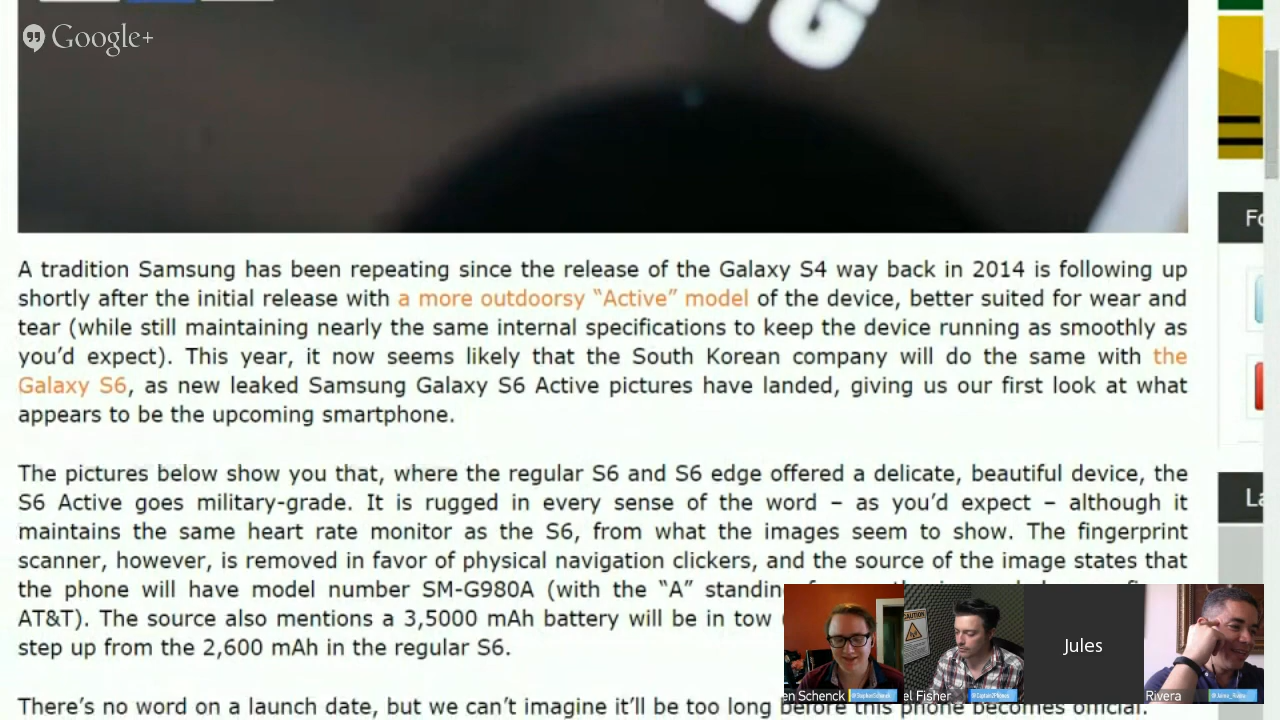 Google+
G
Fo
A tradition Samsung has been repeating since the release of the Galaxy S4 way back in 2014 is following up
shortly after the initial release with a more outdoorsy “Active” model of the device, better suited for wear and
tear (while still maintaining nearly the same internal specifications to keep the device running as smoothly as
you’d expect). This year, it now seems likely that the South Korean company will do the same with the
Galaxy S6, as new leaked Samsung Galaxy S6 Active pictures have landed, giving us our first look at what
appears to be the upcoming smartphone.
The pictures below show you that, where the regular S6 and S6 edge offered a delicate, beautiful device, the
S6 Active goes military-grade. It is rugged in every sense of the word – as you’d expect – although it
maintains the same heart rate monitor as the S6, from what the images seem to show. The fingerprint
scanner, however, is removed in favor of physical navigation clickers, and the source of the image states that
the phone will have model number SM-G980A (with the “A” standing
AT&T). The source also mentions a 3,5000 mAh battery will be in tow
step up from the 2,600 mAh in the regular S6.
There’s no word on a launch date, but we can’t imagine it’ll be too long before this phone becomes official.
La
CAUTION
Jules
en Schenck
el Fisher
Rivera